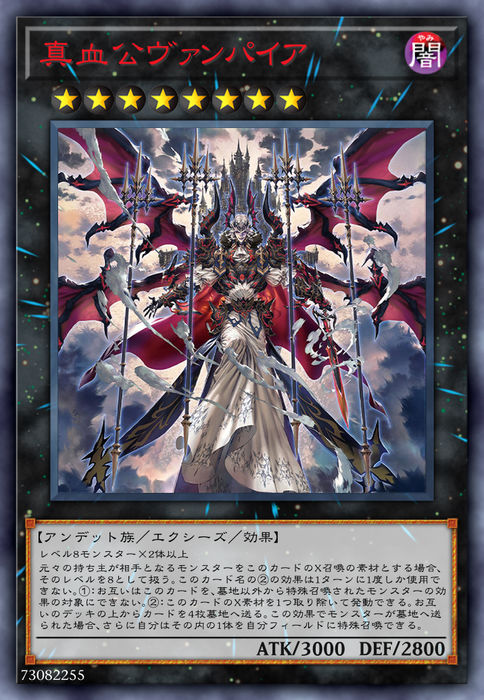 真血公ヴァンパイア
やみ
闇
【アンデット族／エクシーズ／効果】
レベル8モンスター×2体以上
元々の持ち主が相手となるモンスターをこのカードのX召喚の素材とする場合、
そのレベルを8として扱う。このカード名の②の効果は1ターンに1度しか使用で
きない。①：お互いはこのカードを、墓地以外から特殊召喚されたモンスターの効
果の対象にできない。②：このカードのX素材を1つ取り除いて発動できる。お互
いのデッキの上からカードを4枚墓地へ送る。この効果でモンスターが墓地へ送
られた場合、さらに自分はその内の1体を自分フィールドに特殊召喚できる。
ATK/3000 DEF/2800
73082255